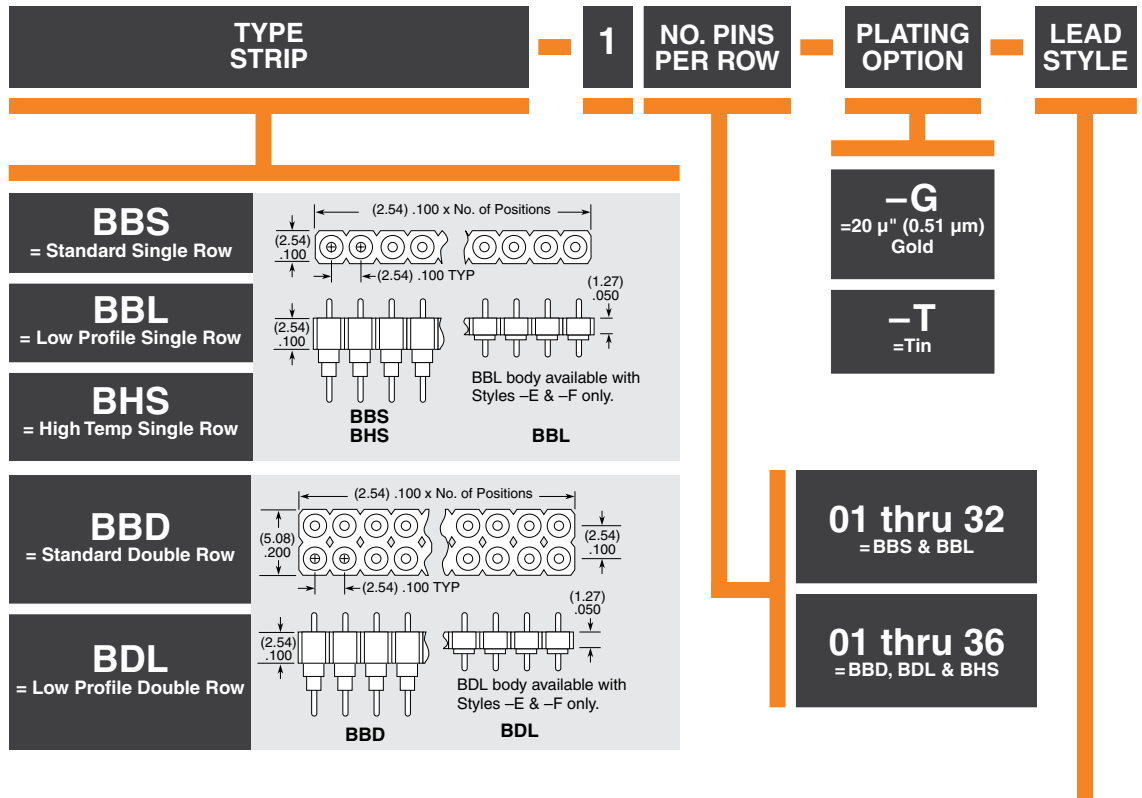 TYPE
STRIP
1
NO. PINS
PER ROW
PLATING
OPTION
LEAD
STYLE
BBS
= Standard Single Row
BBL
= Low Profile Single Row
BHS
= High Temp Single Row
(2.54) .100 x No. of Positions
(2.54)
.100
(2.54) .100 TYP
(1.27)
.050
(2.54)
.100
BBL body available with
Styles –E & –F only.
BBS
BHS
BBL
–G
=20 µ" (0.51 µm)
Gold
–T
=Tin
BBD
= Standard Double Row
BDL
= Low Profile Double Row
(2.54) .100 x No. of Positions
(5.08)
.200
(2.54)
.100
(2.54) .100 TYP
(1.27)
.050
(2.54)
.100
BDL body available with
Styles –E & –F only.
BBD
BDL
01 thru 32
=BBS & BBL
01 thru 36
=BBD, BDL & BHS